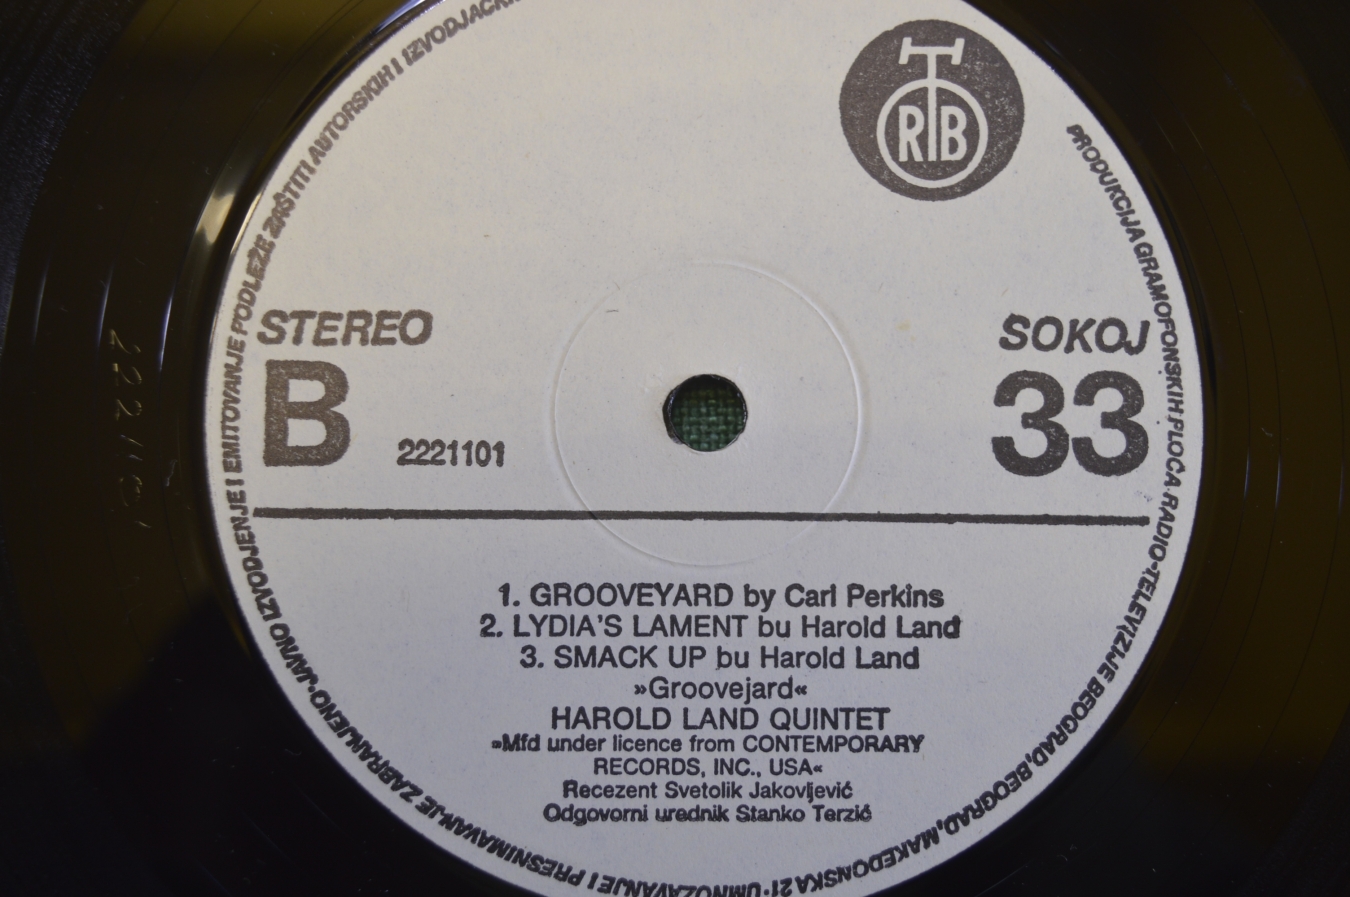 RTB
STEREO
SOKOJ
B
33
2221101
1. GROOVEYARD by Carl Perkins
2. LYDIA'S LAMENT bu Harold Land
3. SMACK UP bu Harold Land
»Groovejard«
HAROLD LAND QUINTET
»Mfd under licence from CONTEMPORARY
RECORDS, INC., USA«
Recezent Svetolik Jakovljević
Odgovorni urednik Stanko Terzić
PRODUKCIJA GRAMOFONSKIH PLOČA RADIO-TELEVIZIJE BEOGRAD, BEOGRAD, MAKEDONSKA 21· UMNOŽAVANJE I PRESNIMAVANJE ZABRANJENO·JAVNO IZVODJENJE I EMITOVANJE PODLEŽE ZAŠTITI AUTORSKIH I